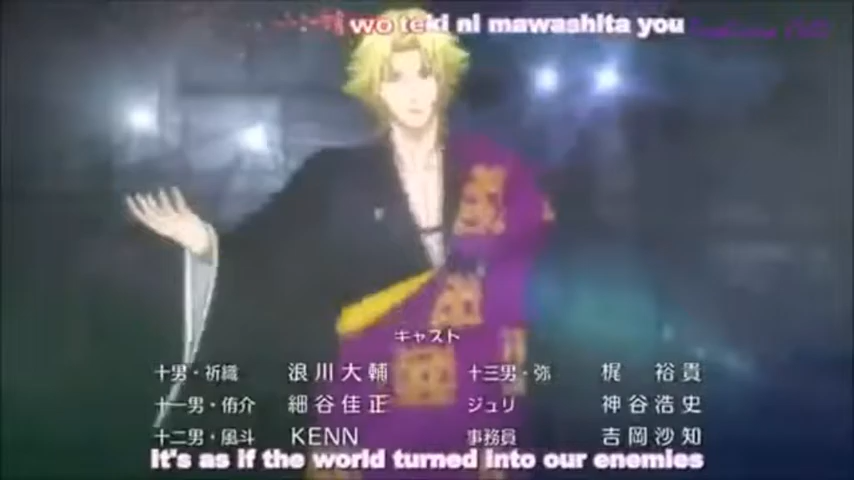 wo teki ni mawashita you
キャスト
十男・祈織 浪川大輔 十三男・弥 梶 裕貴
十一男・侑介 細谷佳正 ジュリ 神谷浩史
十二男・風斗 KENN 事務員 吉岡沙知
It's as if the world turned into our enemies